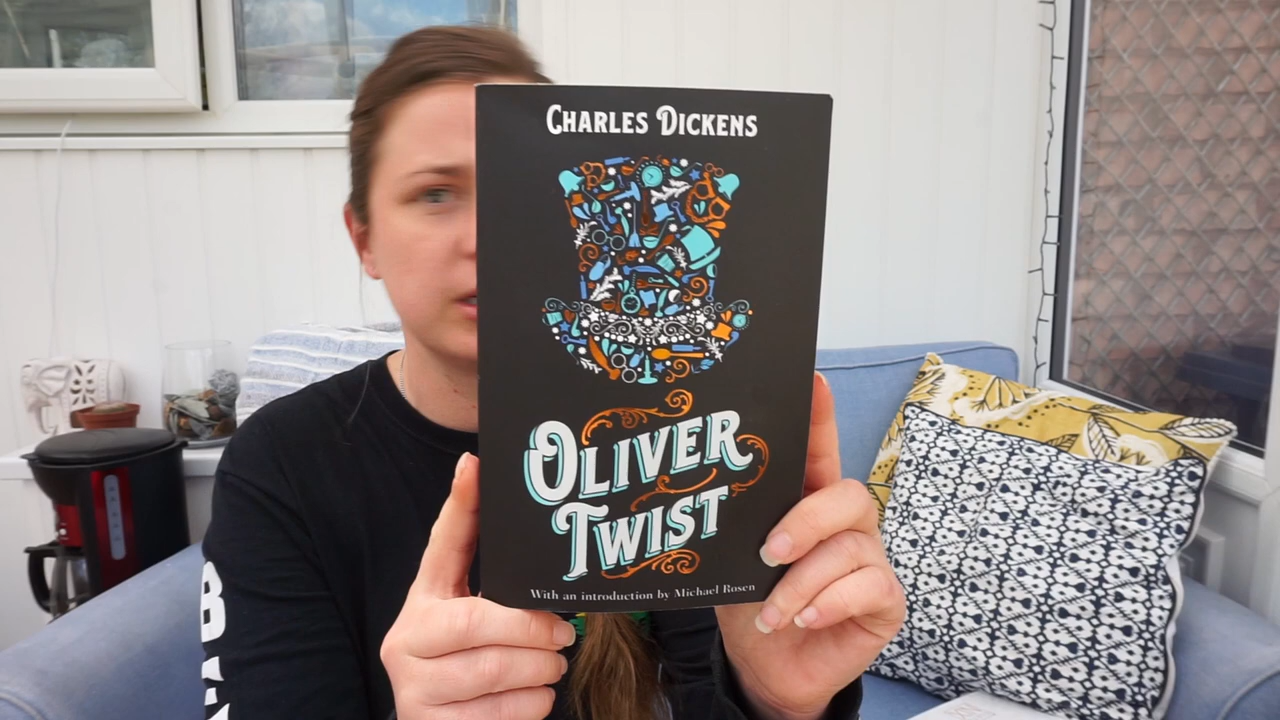 CHARLES DICKENS
OLIVER
TWIST
With an introduction by Michael Rosen
B